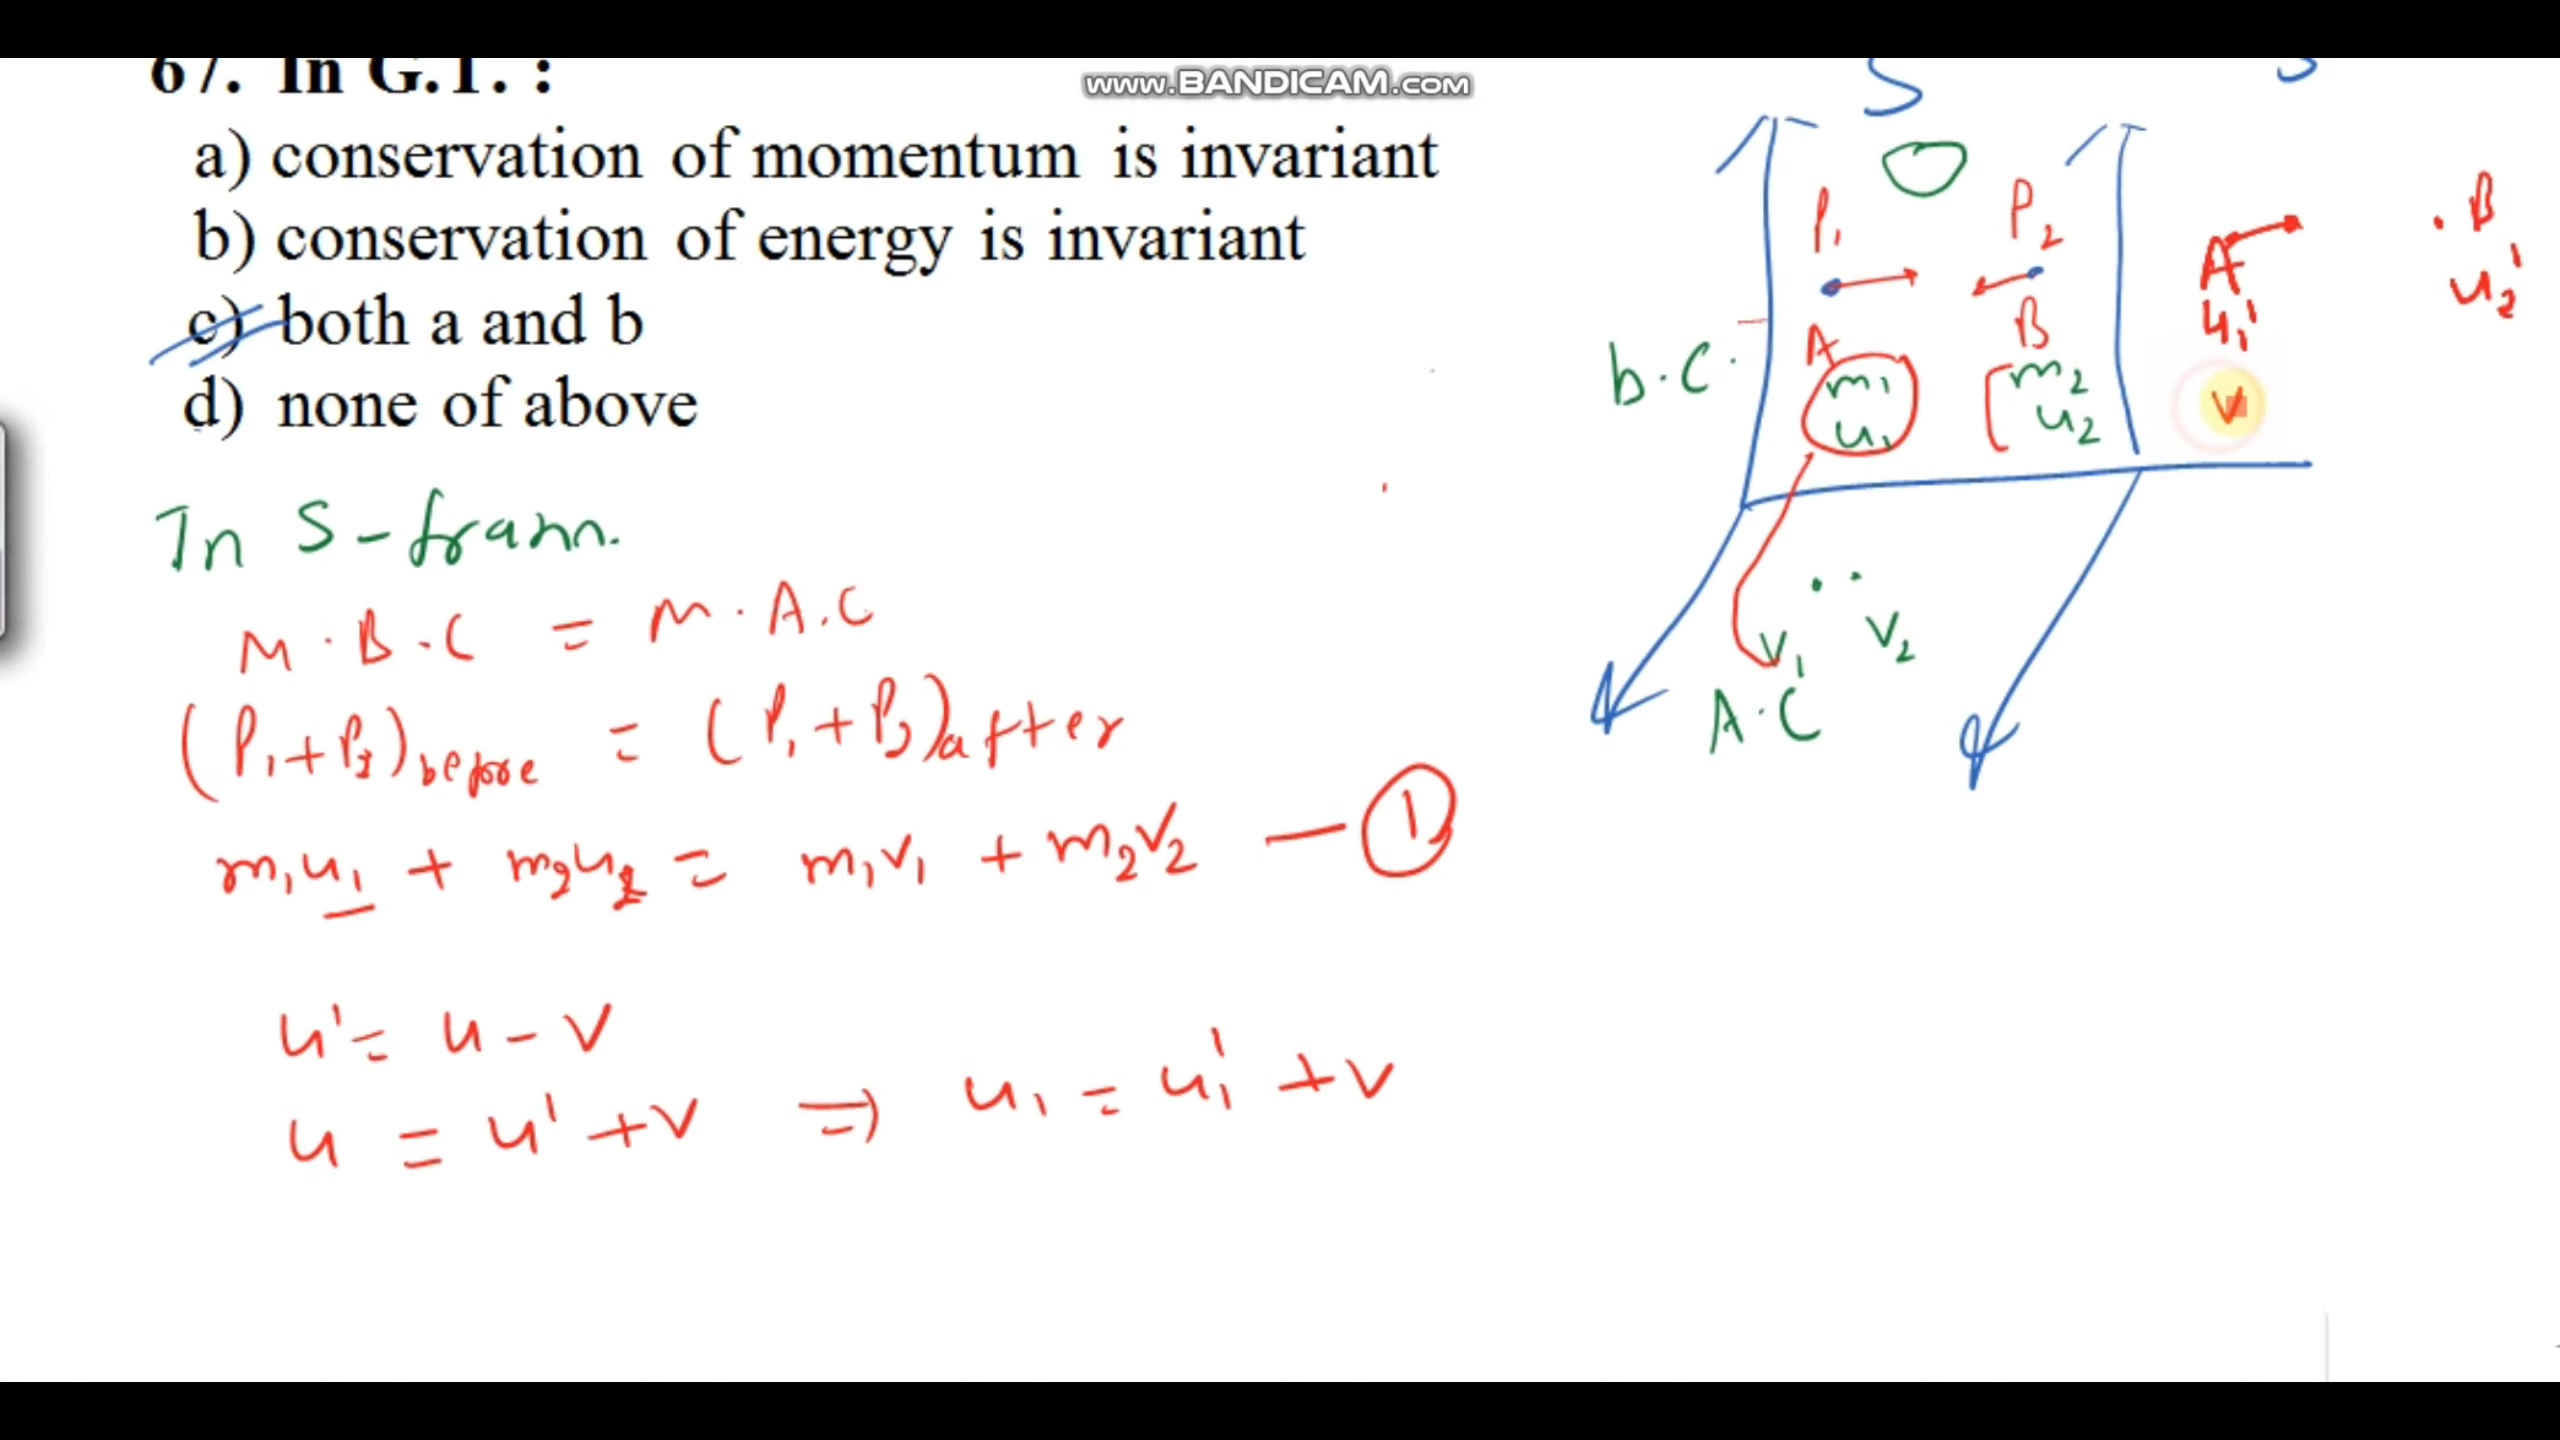 67. In G.T. :
www.BANDICAM.com
a) conservation of momentum is invariant
b) conservation of energy is invariant
c) both a and b
d) none of above
In S-fram.
M.B.C = M.A.C
(P₁+P₂)before = (P₁+P₂)after
m₁u₁ + m₂u₂ = m₁v₁ + m₂v₂ — ①
u' = u - v
u = u' + v ⇒ u₁ = u₁' + v
S
P₁ P₂
A B
b.c.
m₁ m₂
u₁ u₂
v₁ v₂
A.C
A B
u₁' u₂'
v